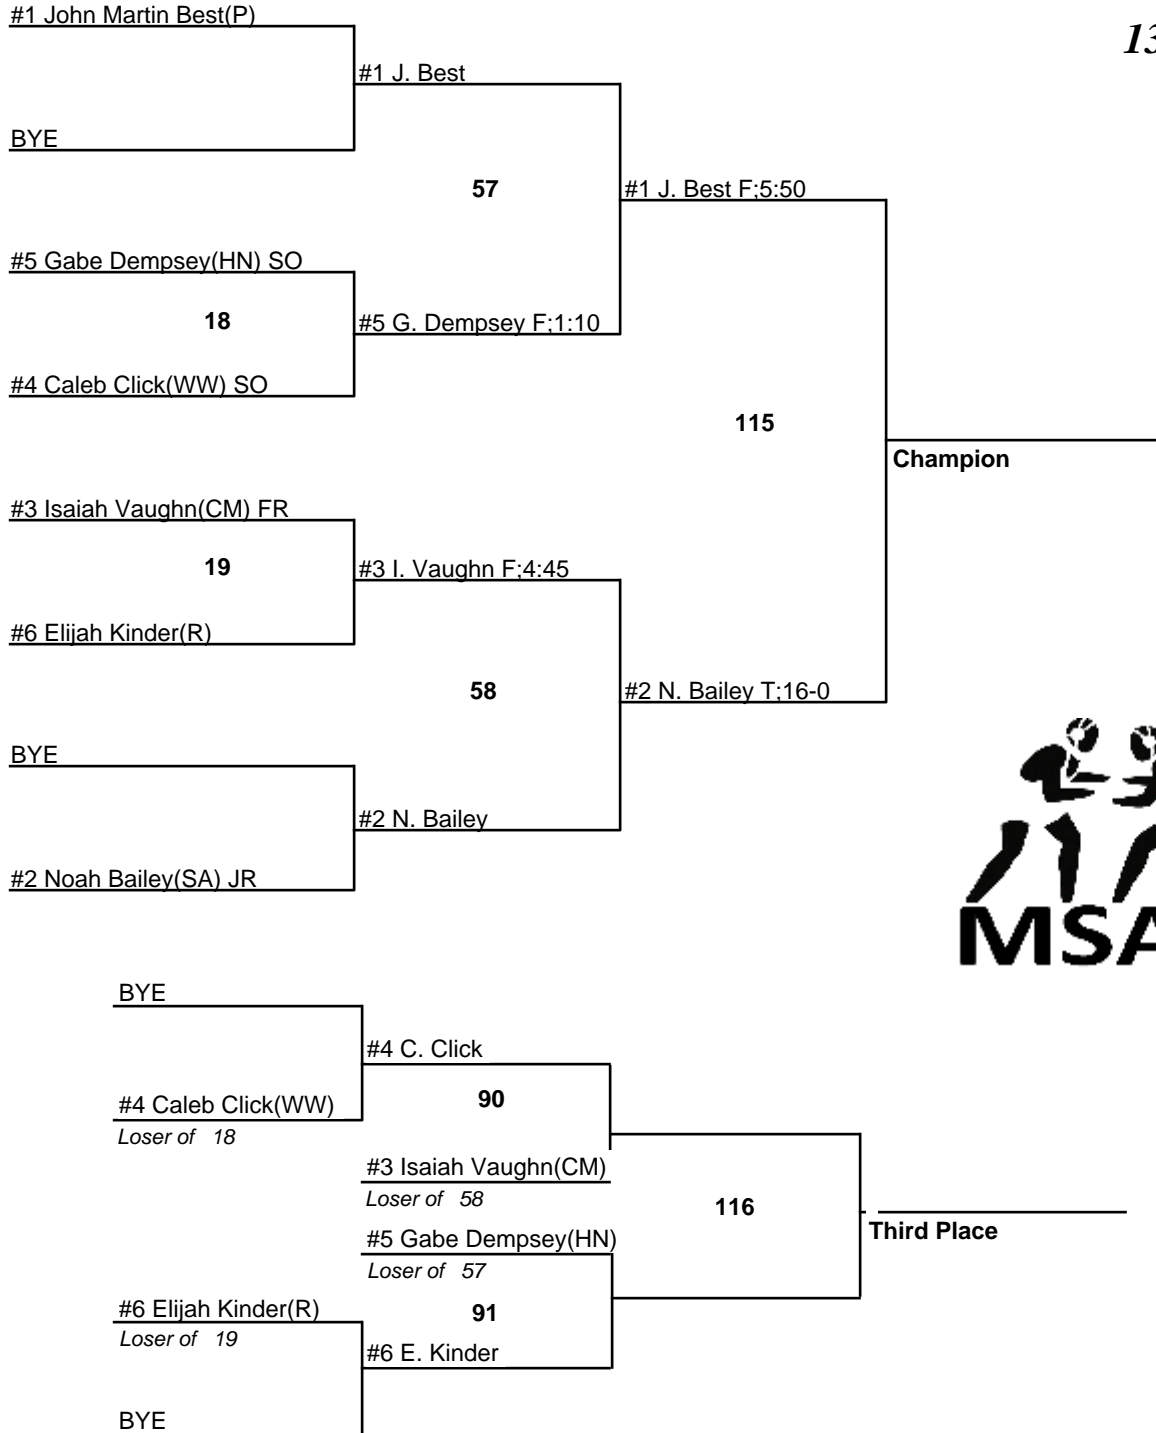 #1 John Martin Best(P)
13
#1 J. Best
BYE
57
#1 J. Best F;5:50
#5 Gabe Dempsey(HN) SO
18
#5 G. Dempsey F;1:10
#4 Caleb Click(WW) SO
115
Champion
#3 Isaiah Vaughn(CM) FR
19
#3 I. Vaughn F;4:45
#6 Elijah Kinder(R)
58
#2 N. Bailey T;16-0
BYE
#2 N. Bailey
#2 Noah Bailey(SA) JR
MSA
BYE
#4 C. Click
90
#4 Caleb Click(WW)
Loser of 18
#3 Isaiah Vaughn(CM)
Loser of 58
116
Third Place
#5 Gabe Dempsey(HN)
Loser of 57
#6 Elijah Kinder(R)
91
Loser of 19
#6 E. Kinder
BYE